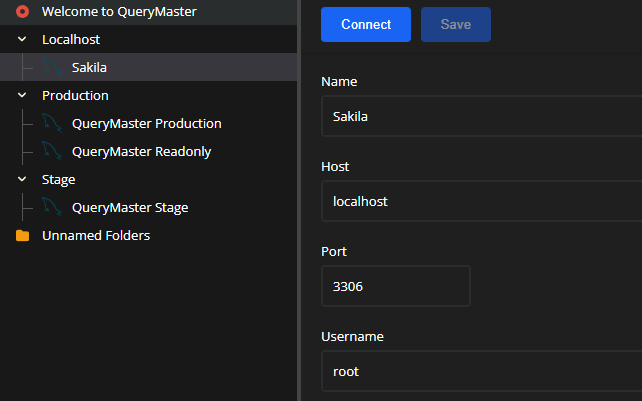 Welcome to QueryMaster
Localhost
Sakila
Production
QueryMaster Production
QueryMaster Readonly
Stage
QueryMaster Stage
Unnamed Folders
Connect
Save
Name
Sakila
Host
localhost
Port
3306
Username
root